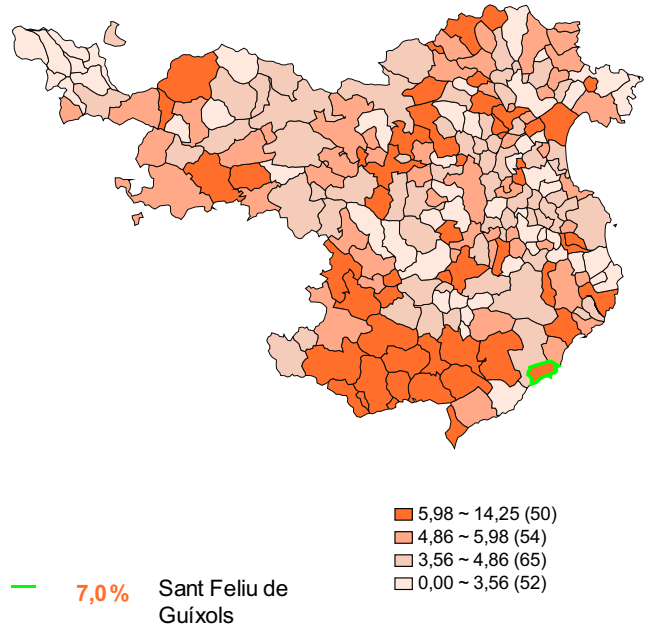 5,98 ~ 14,25 (50)
4,86 ~ 5,98 (54)
3,56 ~ 4,86 (65)
0,00 ~ 3,56 (52)
7,0% Sant Feliu de
Guíxols